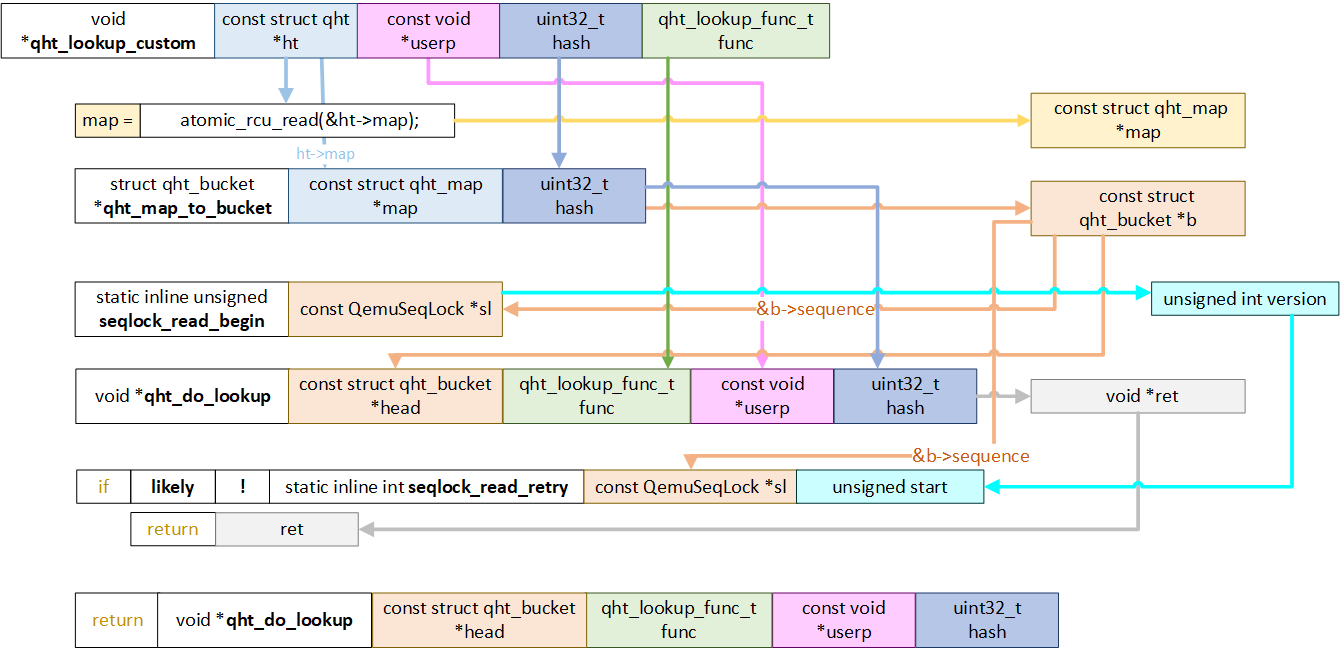 void
*qht_lookup_custom
const struct qht
*ht
const void
*userp
uint32_t
hash
qht_lookup_func_t
func
map =
atomic_rcu_read(&ht->map);
const struct qht_map
*map
ht->map
struct qht_bucket
*qht_map_to_bucket
const struct qht_map
*map
uint32_t
hash
const struct
qht_bucket *b
static inline unsigned
seqlock_read_begin
const QemuSeqLock *sl
&b->sequence
unsigned int version
void *qht_do_lookup
const struct qht_bucket
*head
qht_lookup_func_t
func
const void
*userp
uint32_t
hash
void *ret
&b->sequence
if
likely
!
static inline int seqlock_read_retry
const QemuSeqLock *sl
unsigned start
return
ret
return
void *qht_do_lookup
const struct qht_bucket
*head
qht_lookup_func_t
func
const void
*userp
uint32_t
hash